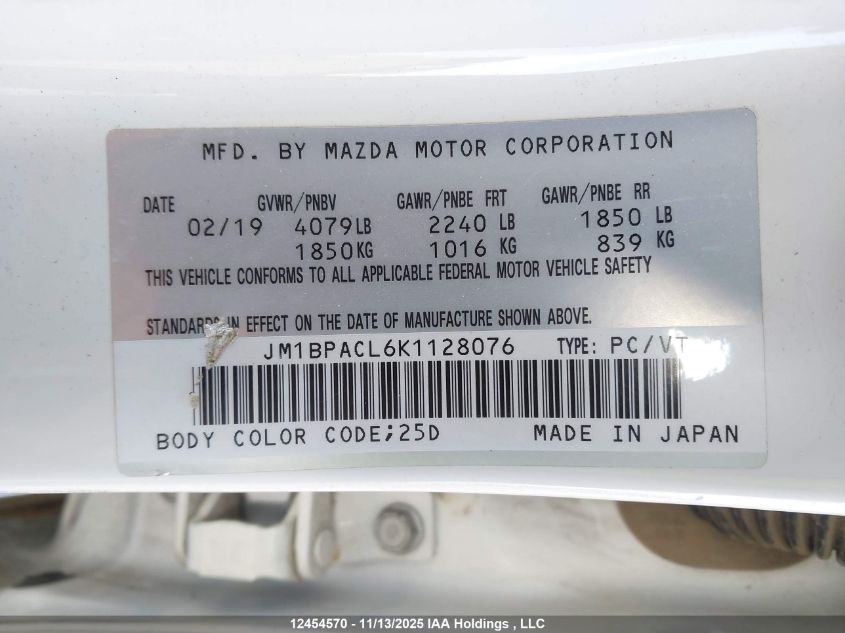 MFD. BY MAZDA MOTOR CORPORATION
DATE GVWR/PNBV GAWR/PNBE FRT GAWR/PNBE RR
02/19 4079LB 2240 LB 1850 LB
1850KG 1016 KG 839 KG
THIS VEHICLE CONFORMS TO ALL APPLICABLE FEDERAL MOTOR VEHICLE SAFETY
STANDARDS IN EFFECT ON THE DATE OF MANUFACTURE SHOWN ABOVE.
JM1BPACL6K1128076 TYPE: PC/VT
BODY COLOR CODE;25D MADE IN JAPAN
12454570 - 11/13/2025 IAA Holdings , LLC